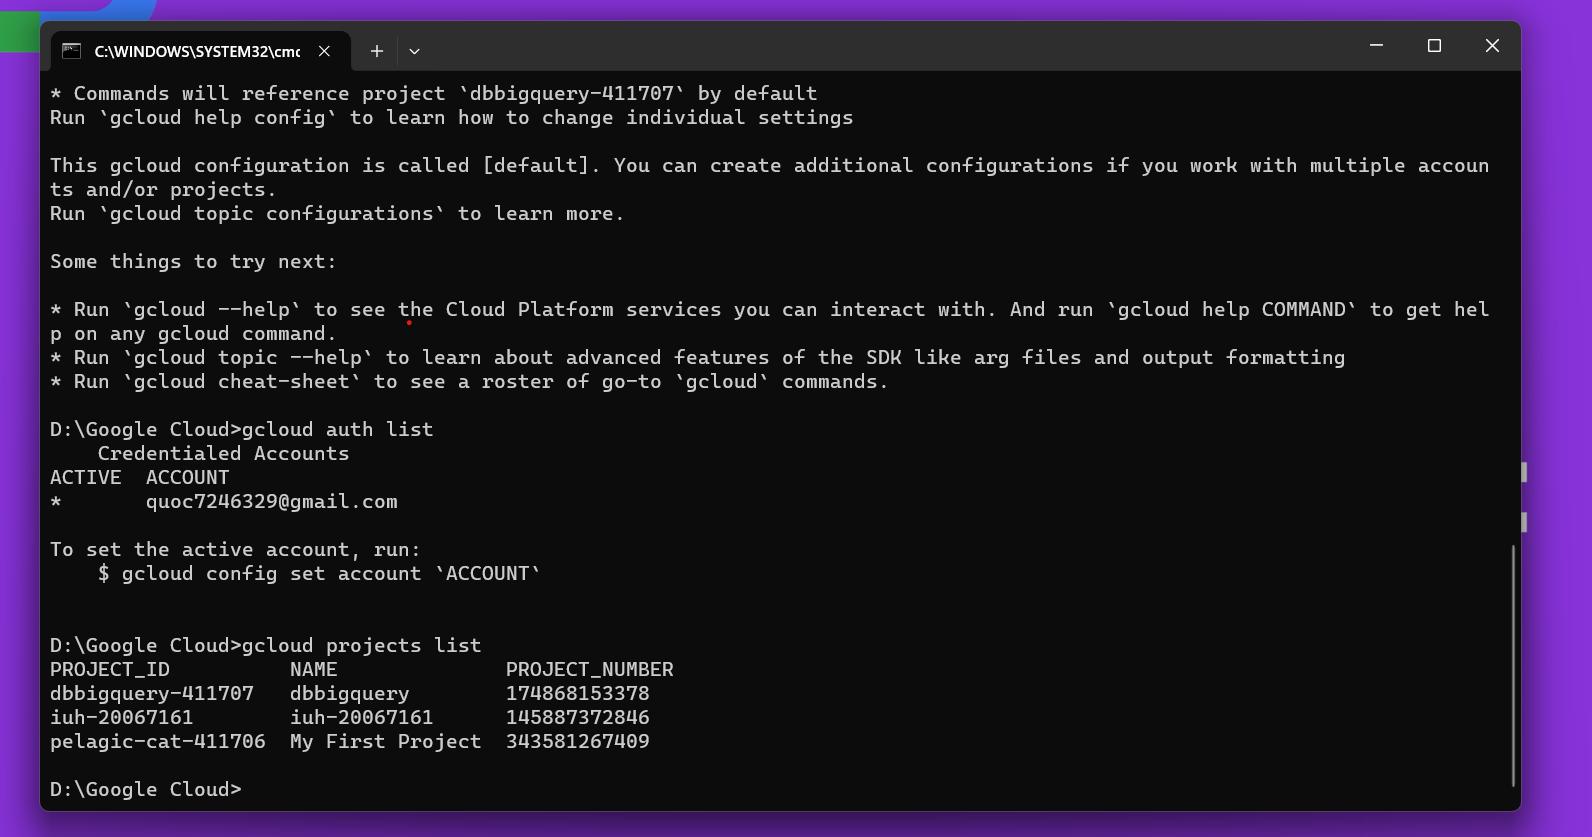 C:\WINDOWS\SYSTEM32\cmd
* Commands will reference project `dbbigquery-411707` by default
Run `gcloud help config` to learn how to change individual settings
This gcloud configuration is called [default]. You can create additional configurations if you work with multiple accoun
ts and/or projects.
Run `gcloud topic configurations` to learn more.
Some things to try next:
* Run `gcloud --help` to see the Cloud Platform services you can interact with. And run `gcloud help COMMAND` to get hel
p on any gcloud command.
* Run `gcloud topic --help` to learn about advanced features of the SDK like arg files and output formatting
* Run `gcloud cheat-sheet` to see a roster of go-to `gcloud` commands.
D:\Google Cloud>gcloud auth list
Credentialed Accounts
ACTIVE  ACCOUNT
*       quoc7246329@gmail.com
To set the active account, run:
$ gcloud config set account `ACCOUNT`
D:\Google Cloud>gcloud projects list
PROJECT_ID          NAME              PROJECT_NUMBER
dbbigquery-411707   dbbigquery        174868153378
iuh-20067161        iuh-20067161      145887372846
pelagic-cat-411706  My First Project  343581267409
D:\Google Cloud>